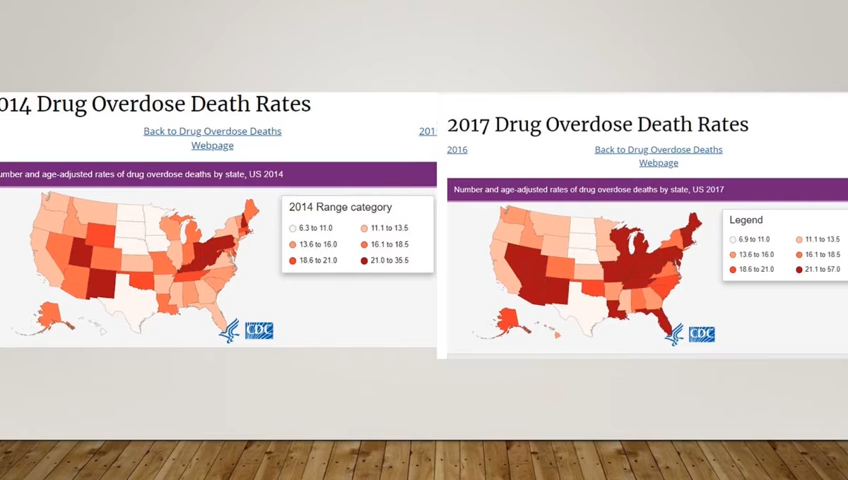 014 Drug Overdose Death Rates
Back to Drug Overdose Deaths
Webpage
201
umber and age-adjusted rates of drug overdose deaths by state, US 2014
2014 Range category
6.3 to 11.0
11.1 to 13.5
13.6 to 16.0
16.1 to 18.5
18.6 to 21.0
21.0 to 35.5
CDC
2017 Drug Overdose Death Rates
2016
Back to Drug Overdose Deaths
Webpage
Number and age-adjusted rates of drug overdose deaths by state, US 2017
Legend
6.9 to 11.0
11.1 to 13.5
13.6 to 16.0
16.1 to 18.5
18.6 to 21.0
21.1 to 57.0
CDC